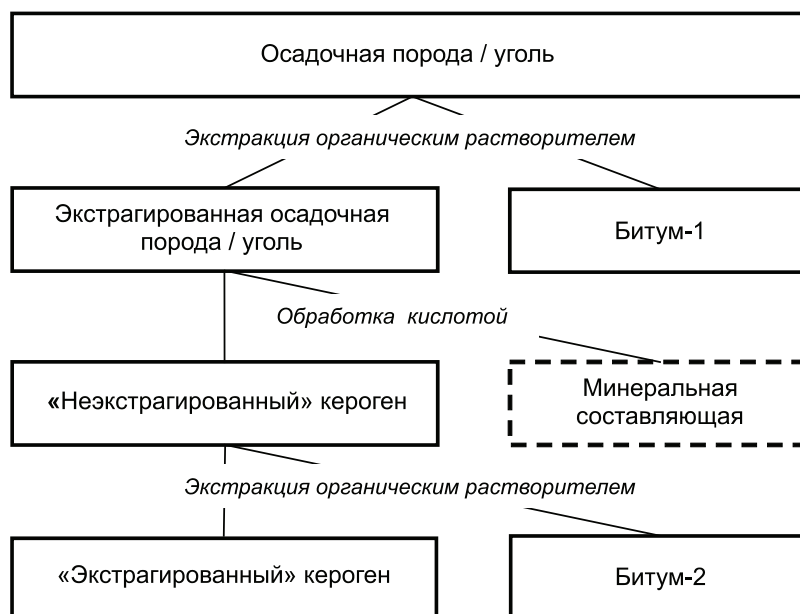 Осадочная порода / уголь
Экстракция органическим растворителем
Экстрагированная осадочная
порода / уголь
Битум-1
Обработка кислотой
«Неэкстрагированный» кероген
Минеральная
составляющая
Экстракция органическим растворителем
«Экстрагированный» кероген
Битум-2